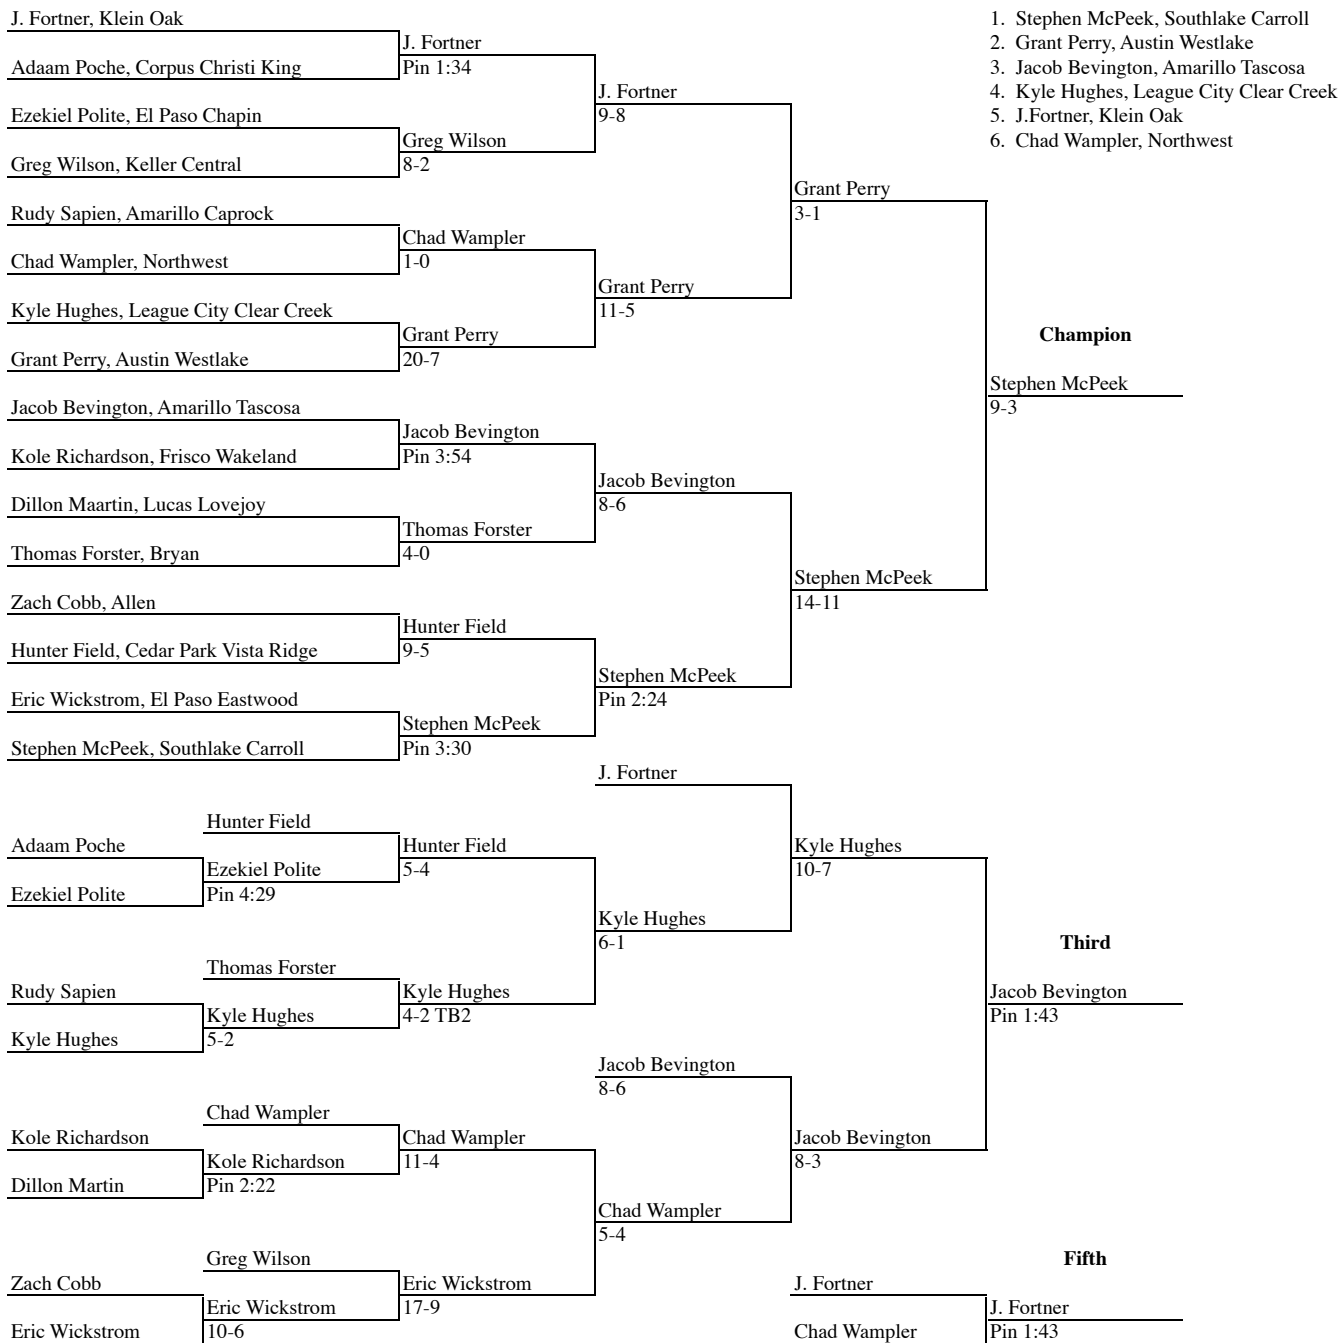 J. Fortner, Klein Oak
J. Fortner
Adaam Poche, Corpus Christi King
Pin 1:34
J. Fortner
Ezekiel Polite, El Paso Chapin
9-8
Greg Wilson
Greg Wilson, Keller Central
8-2
Grant Perry
Rudy Sapien, Amarillo Caprock
3-1
Chad Wampler
Chad Wampler, Northwest
1-0
Grant Perry
Kyle Hughes, League City Clear Creek
11-5
Grant Perry
Grant Perry, Austin Westlake
20-7
1. Stephen McPeek, Southlake Carroll
2. Grant Perry, Austin Westlake
3. Jacob Bevington, Amarillo Tascosa
4. Kyle Hughes, League City Clear Creek
5. J.Fortner, Klein Oak
6. Chad Wampler, Northwest
Champion
Stephen McPeek
9-3
Jacob Bevington, Amarillo Tascosa
Jacob Bevington
Kole Richardson, Frisco Wakeland
Pin 3:54
Jacob Bevington
Dillon Maartin, Lucas Lovejoy
8-6
Thomas Forster
Thomas Forster, Bryan
4-0
Stephen McPeek
Zach Cobb, Allen
14-11
Hunter Field
Hunter Field, Cedar Park Vista Ridge
9-5
Stephen McPeek
Eric Wickstrom, El Paso Eastwood
Pin 2:24
Stephen McPeek
Stephen McPeek, Southlake Carroll
Pin 3:30
J. Fortner
Hunter Field
Adaam Poche
Hunter Field
Kyle Hughes
Ezekiel Polite
5-4
10-7
Ezekiel Polite
Pin 4:29
Kyle Hughes
6-1
Third
Thomas Forster
Rudy Sapien
Kyle Hughes
Jacob Bevington
Kyle Hughes
4-2 TB2
Pin 1:43
Kyle Hughes
5-2
Jacob Bevington
8-6
Chad Wampler
Kole Richardson
Chad Wampler
Jacob Bevington
Kole Richardson
11-4
8-3
Dillon Martin
Pin 2:22
Chad Wampler
5-4
Greg Wilson
Fifth
Zach Cobb
Eric Wickstrom
J. Fortner
Eric Wickstrom
17-9
J. Fortner
Eric Wickstrom
10-6
Chad Wampler
Pin 1:43